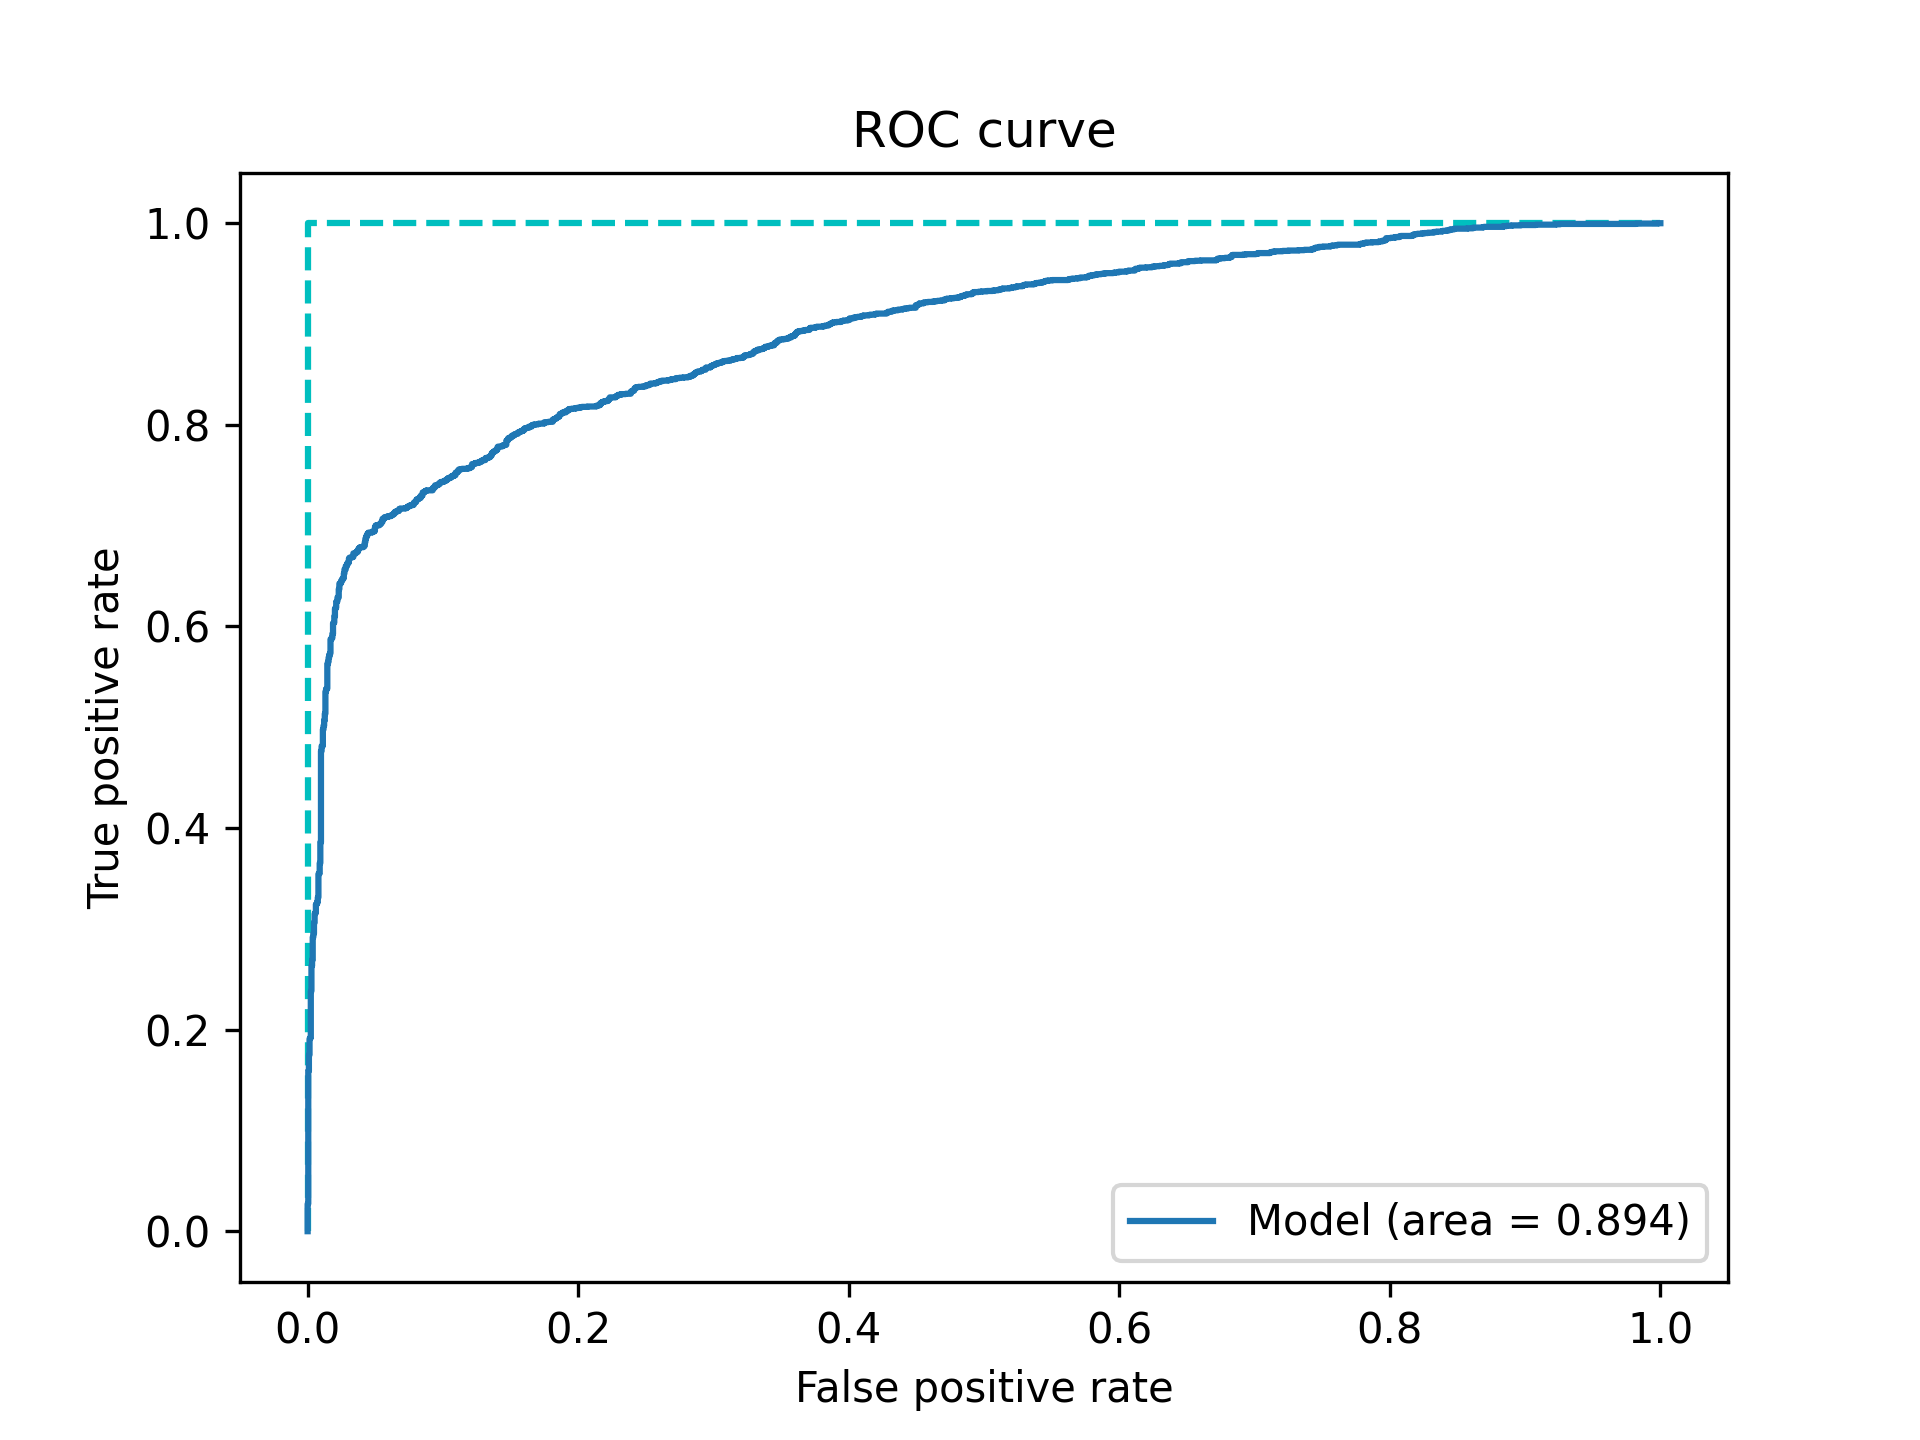 ROC curve
1.0
0.8
0.6
0.4
0.2
0.0
True positive rate
Model (area = 0.894)
0.0 0.2 0.4 0.6 0.8 1.0
False positive rate